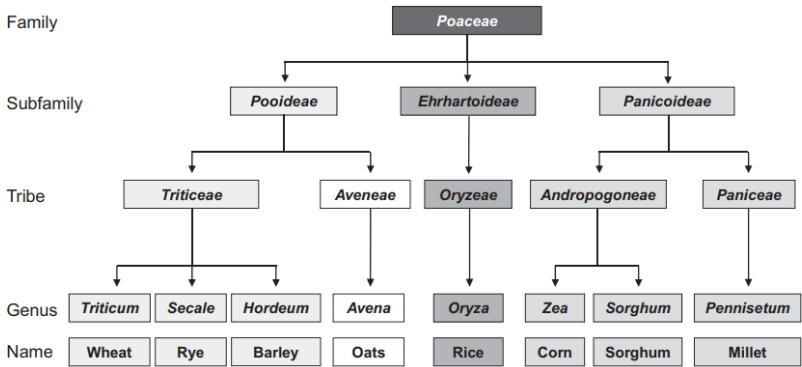 Family Poaceae
Subfamily Pooideae Ehrhartoideae Panicoideae
Tribe Triticeae Aveneae Oryzeae Andropogoneae Paniceae
Genus Triticum Secale Hordeum Avena Oryza Zea Sorghum Pennisetum
Name Wheat Rye Barley Oats Rice Corn Sorghum Millet